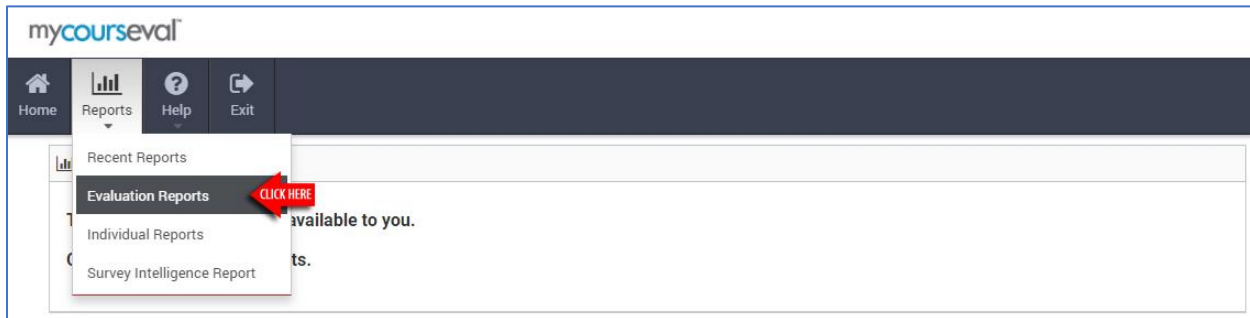 mycourseval™
Home Reports Help Exit
Recent Reports
Evaluation Reports CLICK HERE
available to you.
Individual Reports
ts.
Survey Intelligence Report